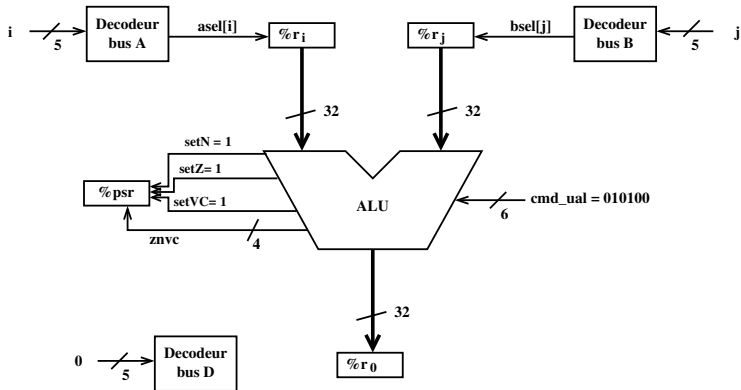 i
5
Decodeur
bus A
asel[i]
%r i
%r j
bsel[j]
Decodeur
bus B
5
j
32
32
setN = 1
setZ= 1
setVC= 1
%psr
znvc
4
ALU
cmd_ual = 010100
6
32
0
5
Decodeur
bus D
%r 0